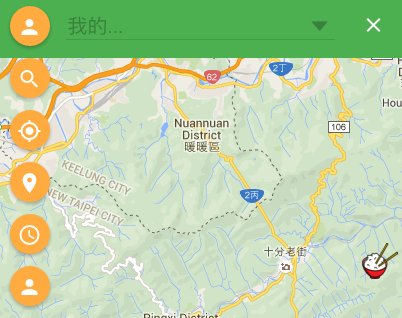 我的...
62
2丁
Hou
106
Nuannuan
District
暖暖區
KEELUNG CITY
NEW TAIPEI CITY
2丙
十分老街
Pingxi District